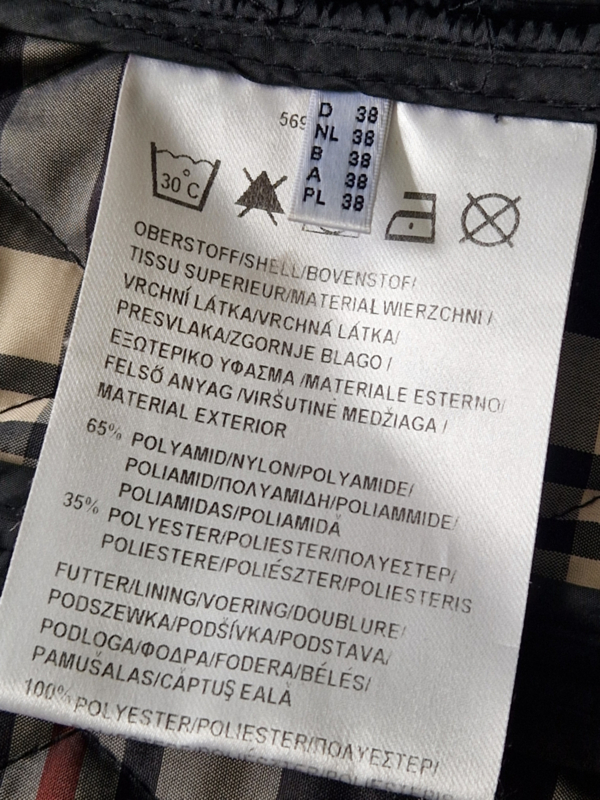 569
D 38
NL 38
B 38
A 38
PL 38
30°C
OBERSTOFF/SHELL/BOVENSTOF/
TISSU SUPERIEUR/MATERIAŁ WIERZCHNI /
VRCHNÍ LÁTKA/VRCHNÁ LÁTKA/
PRESVLAKA/ZGORNJE BLAGO /
ΕΞΩΤΕΡΙΚΟ ΥΦΑΣΜΑ /MATERIALE ESTERNO/
FELSŐ ANYAG /VIRŠUTINĖ MEDŽIAGA /
MATERIAL EXTERIOR
65% POLYAMID/NYLON/POLYAMIDE/
POLIAMID/ΠΟΛΥΑΜΙΔΗ/POLIAMMIDE/
POLIAMIDAS/POLIAMIDĂ
35% POLYESTER/POLIESTER/ΠΟΛΥΕΣΤΕΡ/
POLIESTERE/POLIÉSZTER/POLIESTERIS
FUTTER/LINING/VOERING/DOUBLURE/
PODSZEWKA/PODŠÍVKA/PODSTAVA/
PODLOGA/ΦΟΔΡΑ/FODERA/BÉLÉS/
PAMUŠALAS/CĂPTUŞ EALĂ
100% POLYESTER/POLIESTER/ΠΟΛΥΕΣΤΕΡ/